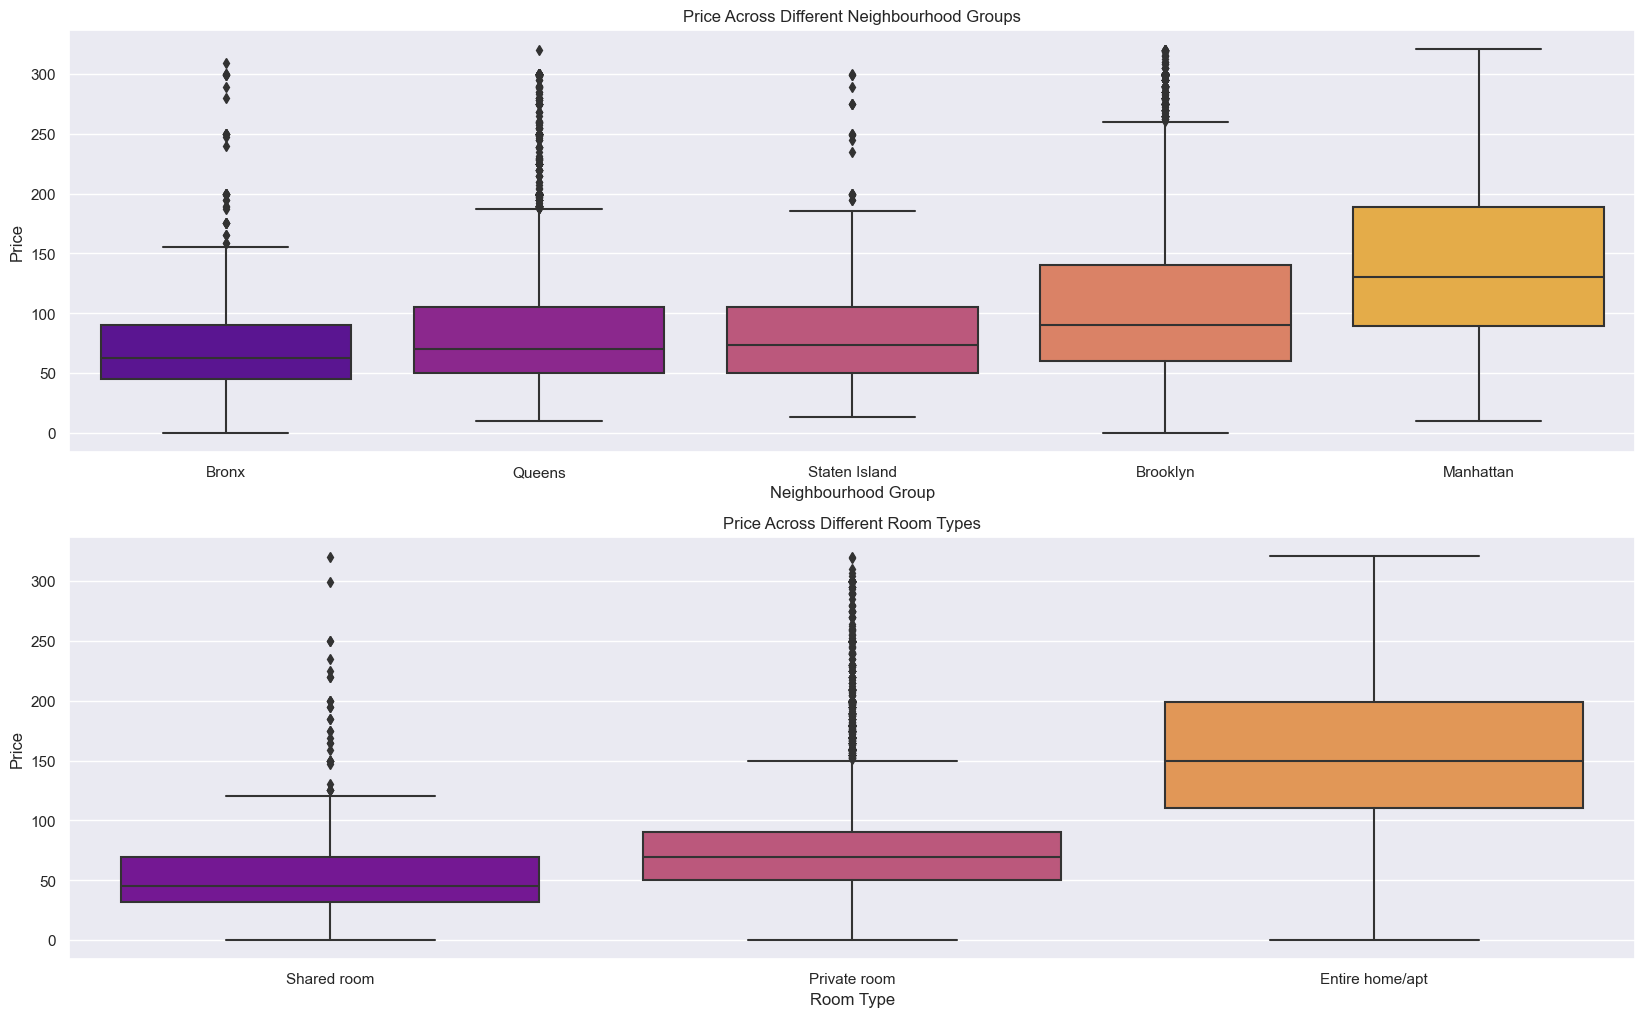 Price Across Different Neighbourhood Groups
300
250
200
150
100
50
0
Price
Bronx Queens Staten Island Brooklyn Manhattan
Neighbourhood Group
Price Across Different Room Types
300
250
200
150
100
50
0
Price
Shared room Private room Entire home/apt
Room Type